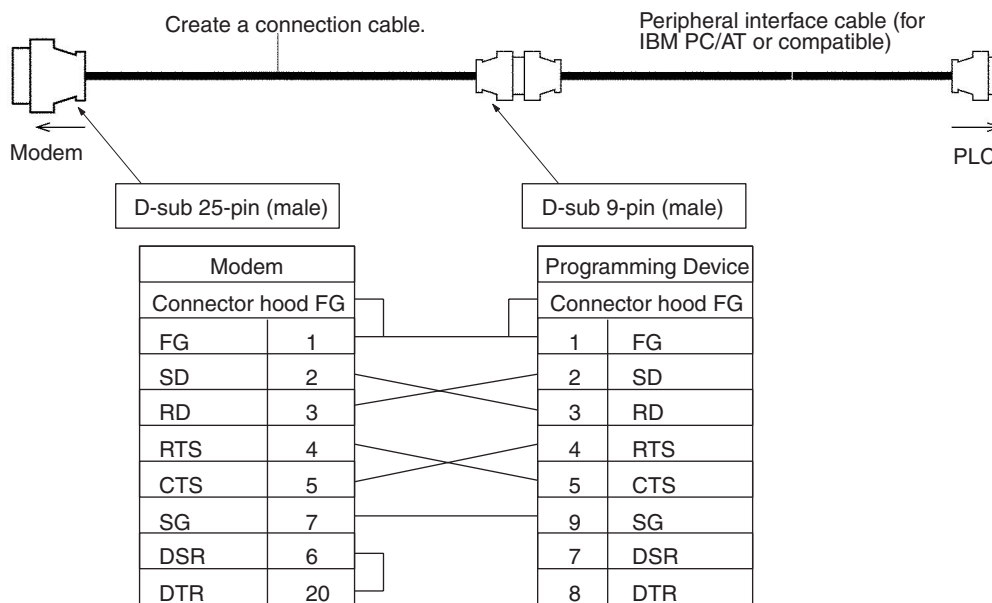 Create a connection cable.
Peripheral interface cable (for
IBM PC/AT or compatible)
Modem
PLC
D-sub 25-pin (male)
D-sub 9-pin (male)
Modem
Connector hood FG
FG 1
SD 2
RD 3
RTS 4
CTS 5
SG 7
DSR 6
DTR 20
Programming Device
Connector hood FG
1 FG
2 SD
3 RD
4 RTS
5 CTS
9 SG
7 DSR
8 DTR